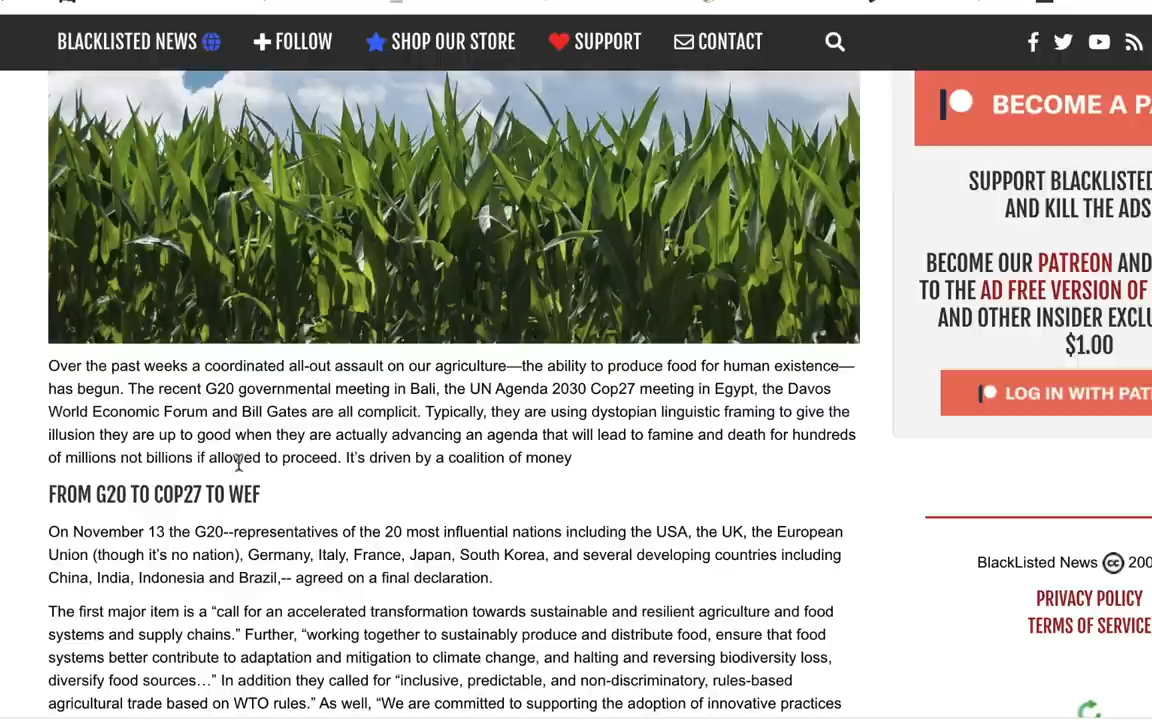 BLACKLISTED NEWS FOLLOW SHOP OUR STORE SUPPORT CONTACT
BECOME A
SUPPORT BLACKLISTED
AND KILL THE ADS
BECOME OUR PATREON AND
TO THE AD FREE VERSION OF
AND OTHER INSIDER
$1.00
LOG IN WITH
Over the past weeks a coordinated all-out assault on our agriculture—the ability to produce food for human existence—
has begun. The recent G20 governmental meeting in Bali, the UN Agenda 2030 Cop27 meeting in Egypt, the Davos
World Economic Forum and Bill Gates are all complicit. Typically, they are using dystopian linguistic framing to give the
illusion they are up to good when they are actually advancing an agenda that will lead to famine and death for hundreds
of millions not billions if allowed to proceed. It’s driven by a coalition of money
FROM G20 TO COP27 TO WEF
On November 13 the G20--representatives of the 20 most influential nations including the USA, the UK, the European
Union (though it’s no nation), Germany, Italy, France, Japan, South Korea, and several developing countries including
China, India, Indonesia and Brazil,-- agreed on a final declaration.
The first major item is a “call for an accelerated transformation towards sustainable and resilient agriculture and food
systems and supply chains.” Further, “working together to sustainably produce and distribute food, ensure that food
systems better contribute to adaptation and mitigation to climate change, and halting and reversing biodiversity loss,
diversify food sources…” In addition they called for “inclusive, predictable, and non-discriminatory, rules-based
agricultural trade based on WTO rules.” As well, “We are committed to supporting the adoption of innovative practices
BlackListed News cc
PRIVACY POLICY
TERMS OF SERVICE